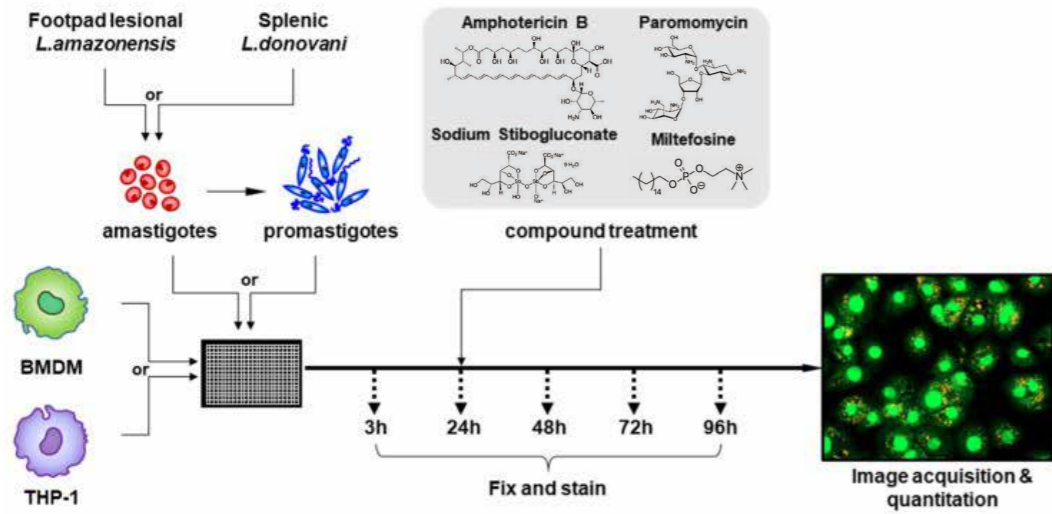 Footpad lesional
L.amazonensis
Splenic
L.donovani
or
amastigotes
promastigotes
Amphotericin B
Paromomycin
Sodium Stibogluconate
Miltefosine
14
compound treatment
or
BMDM
or
THP-1
3h
24h
48h
72h
96h
Fix and stain
Image acquisition &
quantitation